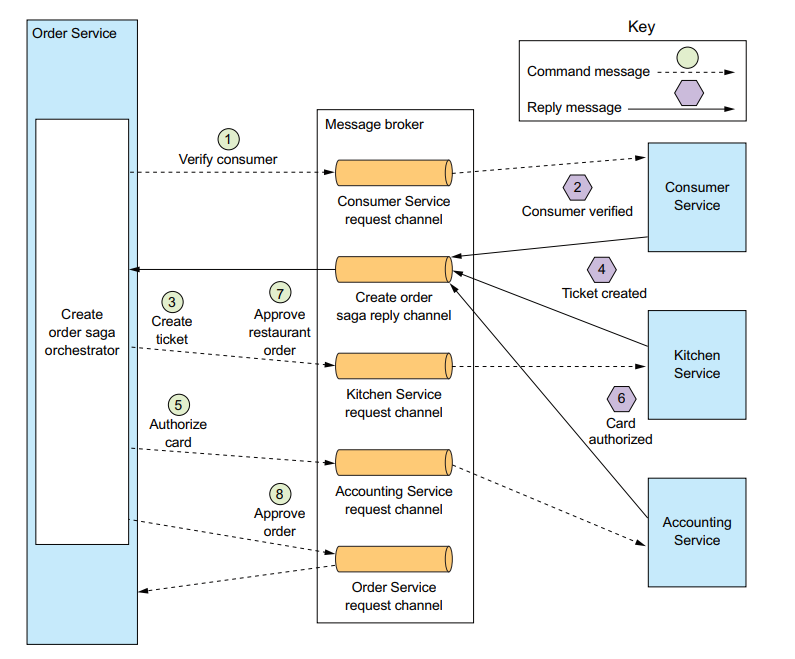 Order Service
Key
Command message
Reply message
Message broker
1
Verify consumer
Consumer Service
request channel
2
Consumer verified
Consumer
Service
Create
order saga
orchestrator
3
Create
ticket
7
Approve
restaurant
order
Create order
saga reply channel
4
Ticket created
Kitchen
Service
Kitchen Service
request channel
5
Authorize
card
6
Card
authorized
Accounting Service
request channel
8
Approve
order
Accounting
Service
Order Service
request channel